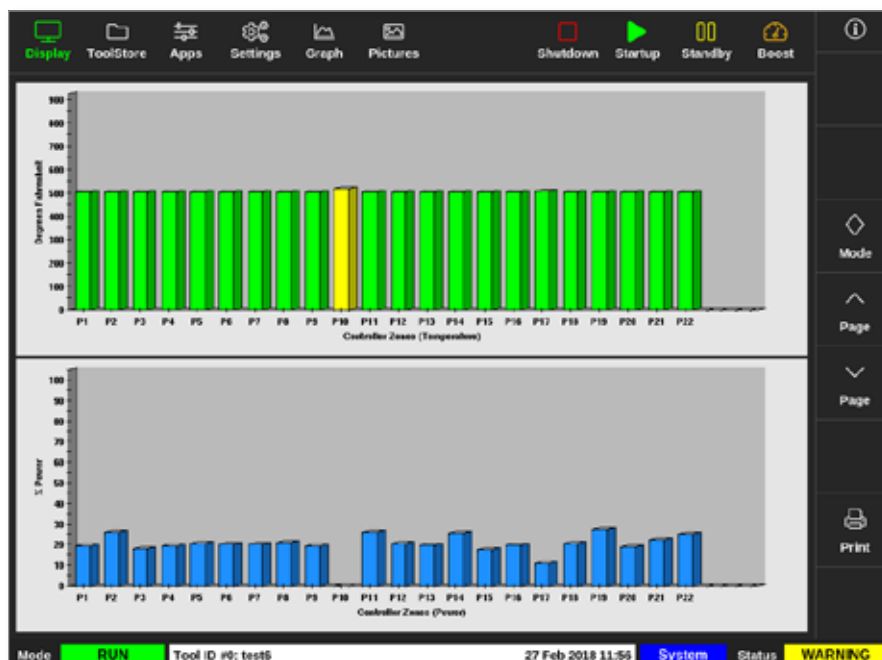 Display ToolStore Apps Settings Graph Pictures Shutdown Startup Standby Boost
Mode
Page
Page
Print
Degrees Fahrenheit
900
800
700
600
500
400
300
200
100
0
P1 P2 P3 P4 P5 P6 P7 P8 P9 P10 P11 P12 P13 P14 P15 P16 P17 P18 P19 P20 P21 P22
Controller Zones (Temperature)
% Power
100
90
80
70
60
50
40
30
20
10
0
P1 P2 P3 P4 P5 P6 P7 P8 P9 P10 P11 P12 P13 P14 P15 P16 P17 P18 P19 P20 P21 P22
Controller Zones (Power)
Mode RUN Tool ID #0: test6 27 Feb 2018 11:56 System Status WARNING